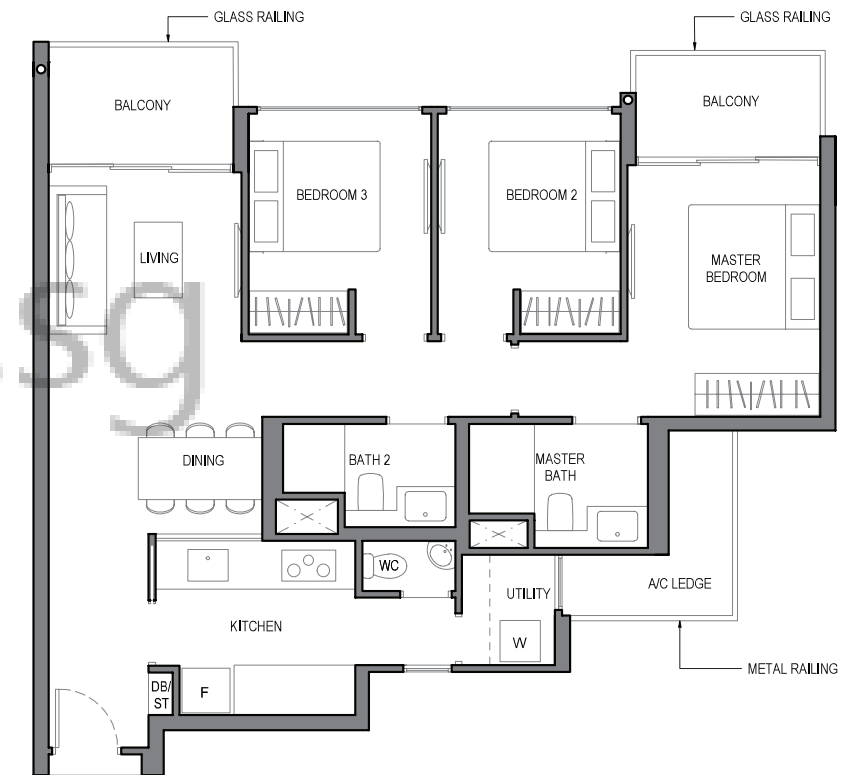 GLASS RAILING
GLASS RAILING
BALCONY
BALCONY
BEDROOM 3
BEDROOM 2
LIVING
MASTER
BEDROOM
sg
DINING
BATH 2
MASTER
BATH
WC
UTILITY
A/C LEDGE
KITCHEN
W
METAL RAILING
DB/
ST
F